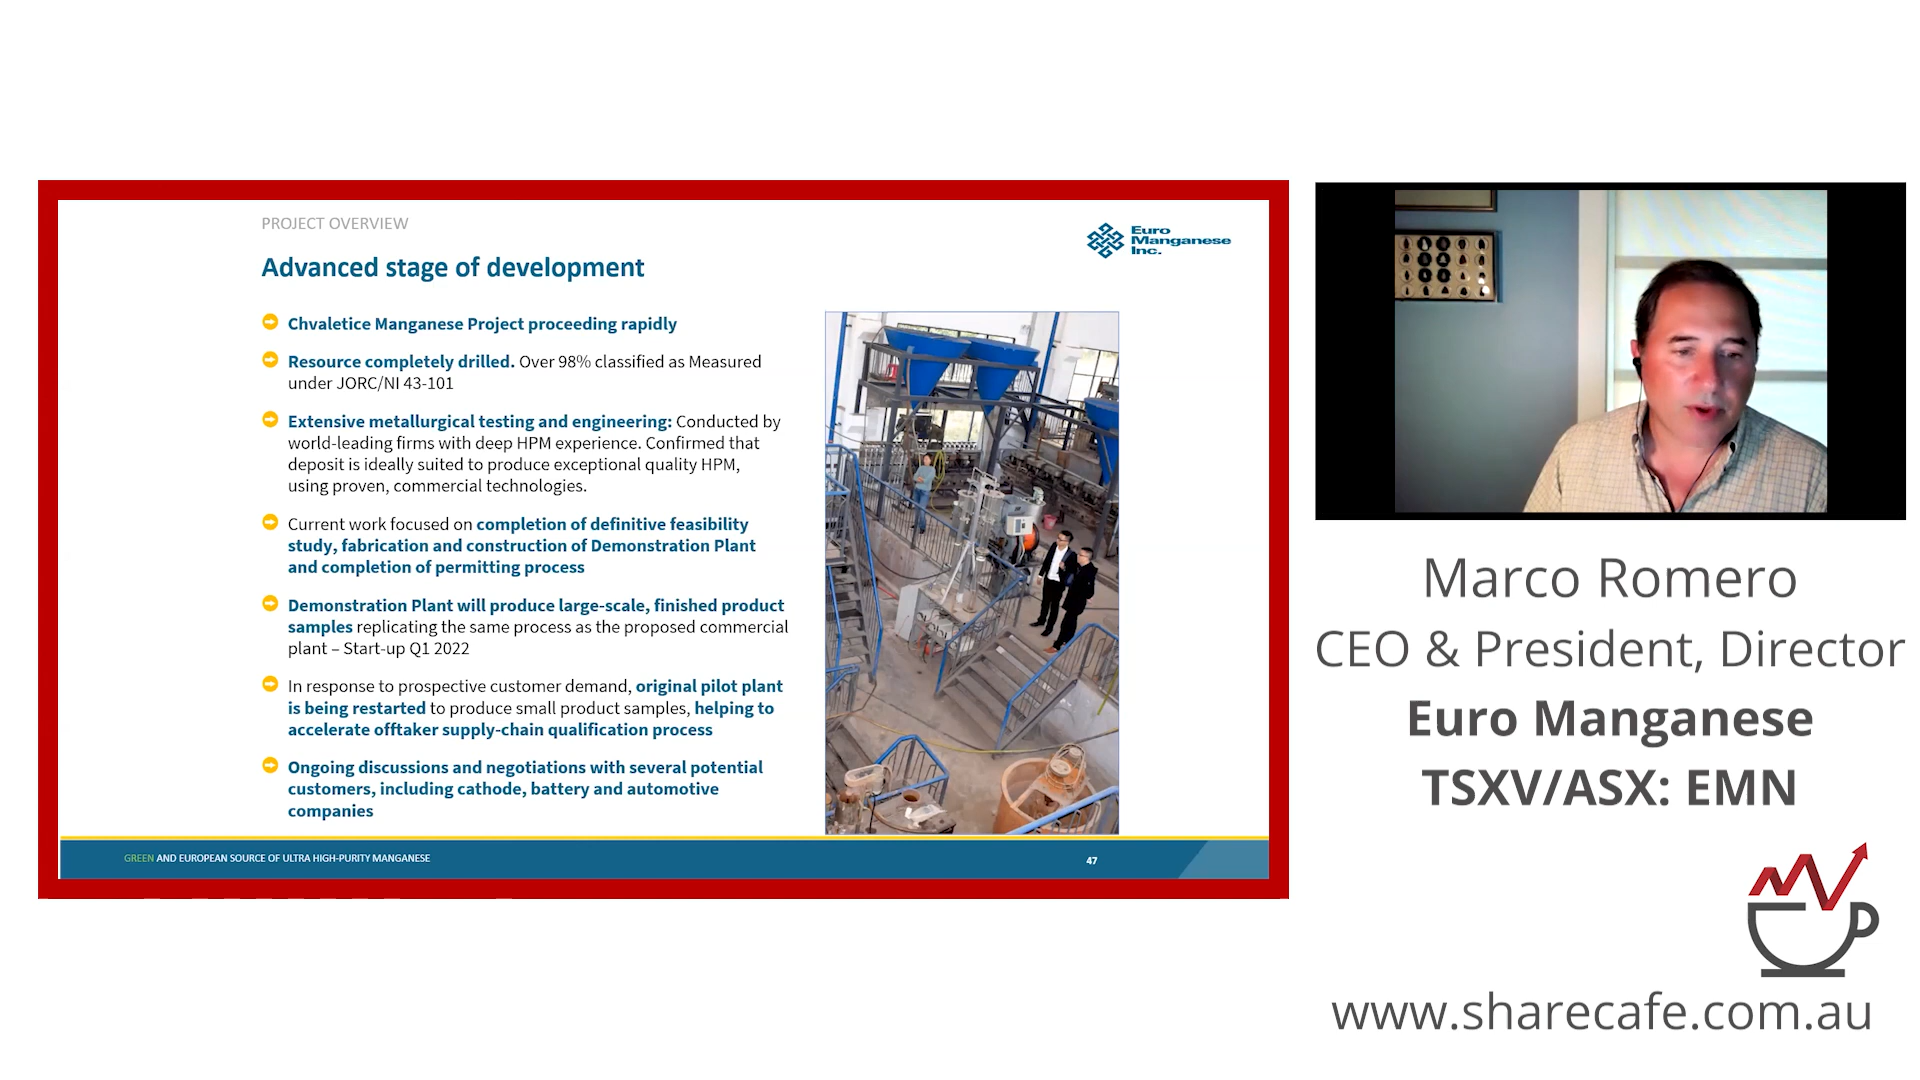 PROJECT OVERVIEW
Euro
Manganese
Inc.
Advanced stage of development
Chvaletice Manganese Project proceeding rapidly
Resource completely drilled. Over 98% classified as Measured
under JORC/NI 43-101
Extensive metallurgical testing and engineering: Conducted by
world-leading firms with deep HPM experience. Confirmed that
deposit is ideally suited to produce exceptional quality HPM,
using proven, commercial technologies.
Current work focused on completion of definitive feasibility
study, fabrication and construction of Demonstration Plant
and completion of permitting process
Demonstration Plant will produce large-scale, finished product
samples replicating the same process as the proposed commercial
plant – Start-up Q1 2022
In response to prospective customer demand, original pilot plant
is being restarted to produce small product samples, helping to
accelerate offtaker supply-chain qualification process
Ongoing discussions and negotiations with several potential
customers, including cathode, battery and automotive
companies
GREEN AND EUROPEAN SOURCE OF ULTRA HIGH-PURITY MANGANESE
47
Marco Romero
CEO & President, Director
Euro Manganese
TSXV/ASX: EMN
www.sharecafe.com.au